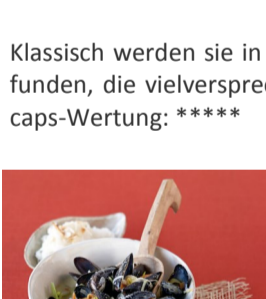 Klassisch werden sie in
funden, die vielverspre
caps-Wertung: *****